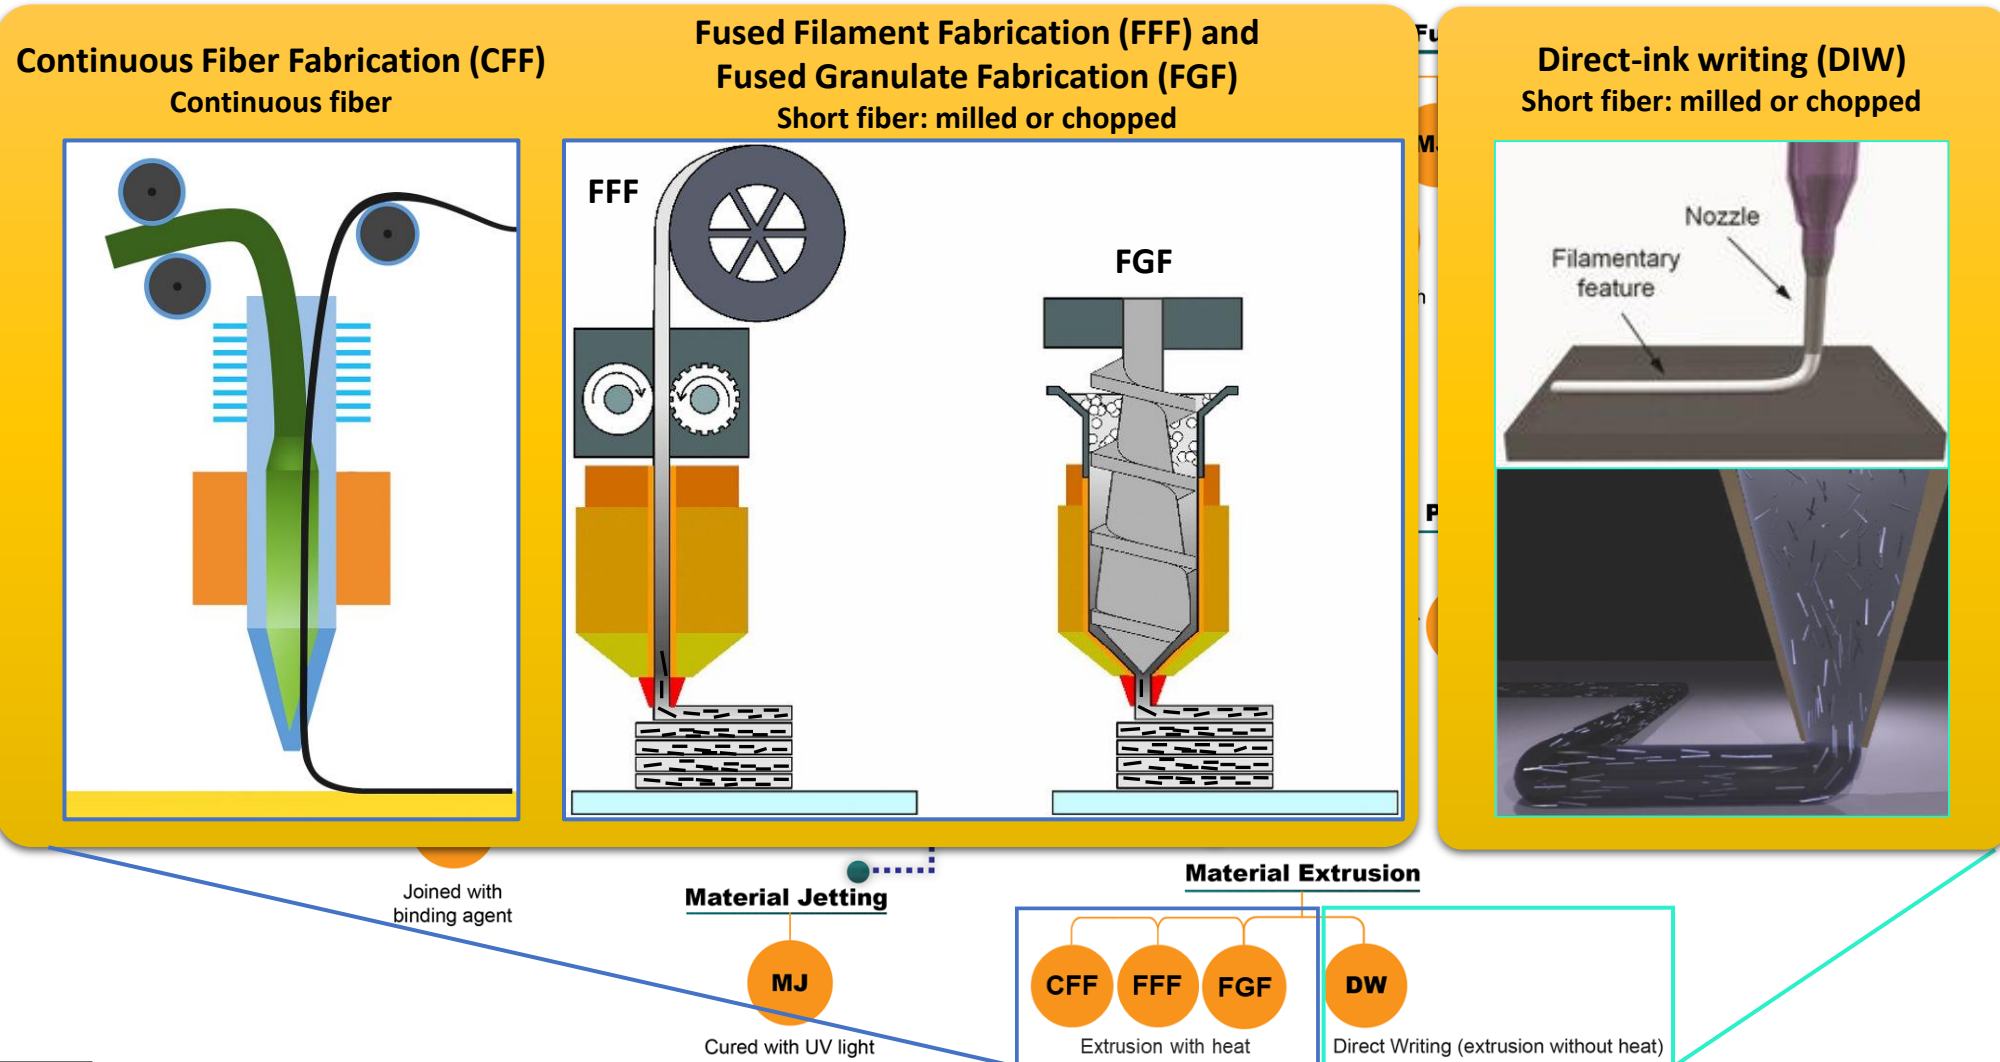 Continuous Fiber Fabrication (CFF)
Continuous fiber
Fused Filament Fabrication (FFF) and
Fused Granulate Fabrication (FGF)
Short fiber: milled or chopped
FFF
FGF
Direct-ink writing (DIW)
Short fiber: milled or chopped
Nozzle
Filamentary
feature
Joined with
binding agent
Material Jetting
MJ
Cured with UV light
Material Extrusion
CFF
FFF
FGF
DW
Extrusion with heat
Direct Writing (extrusion without heat)